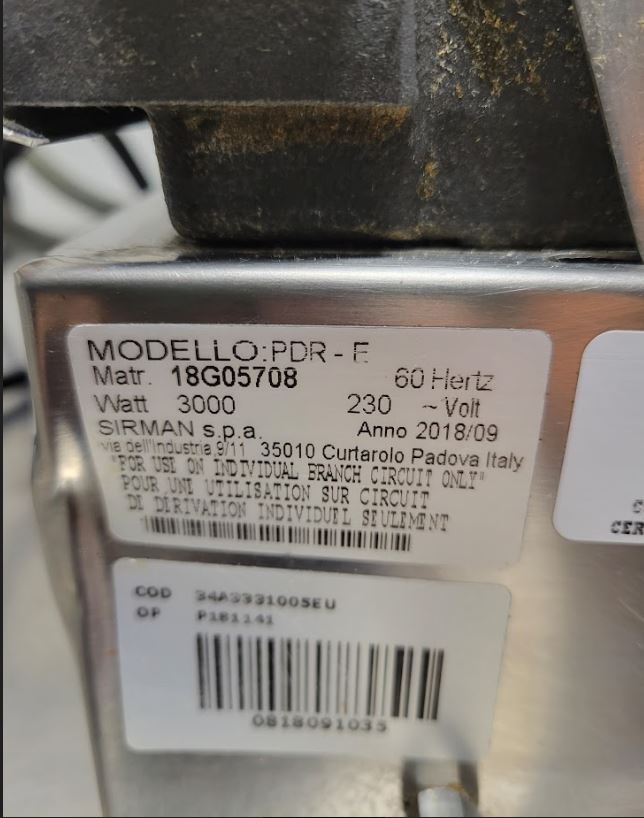 MODELLO:PDR - E
Matr. 18G05708 60 Hertz
Watt 3000 230 ~ Volt
SIRMAN s.p.a. Anno 2018/09
via dell'Industria 9/11 35010 Curtarolo Padova Italy
"FOR USE ON INDIVIDUAL BRANCH CIRCUIT ONLY"
POUR UNE UTILISATION SUR CIRCUIT
DE DERIVATION INDIVIDUEL SEULEMENT
COD 34A3331005EU
OP P181141
0818091035
C
CER